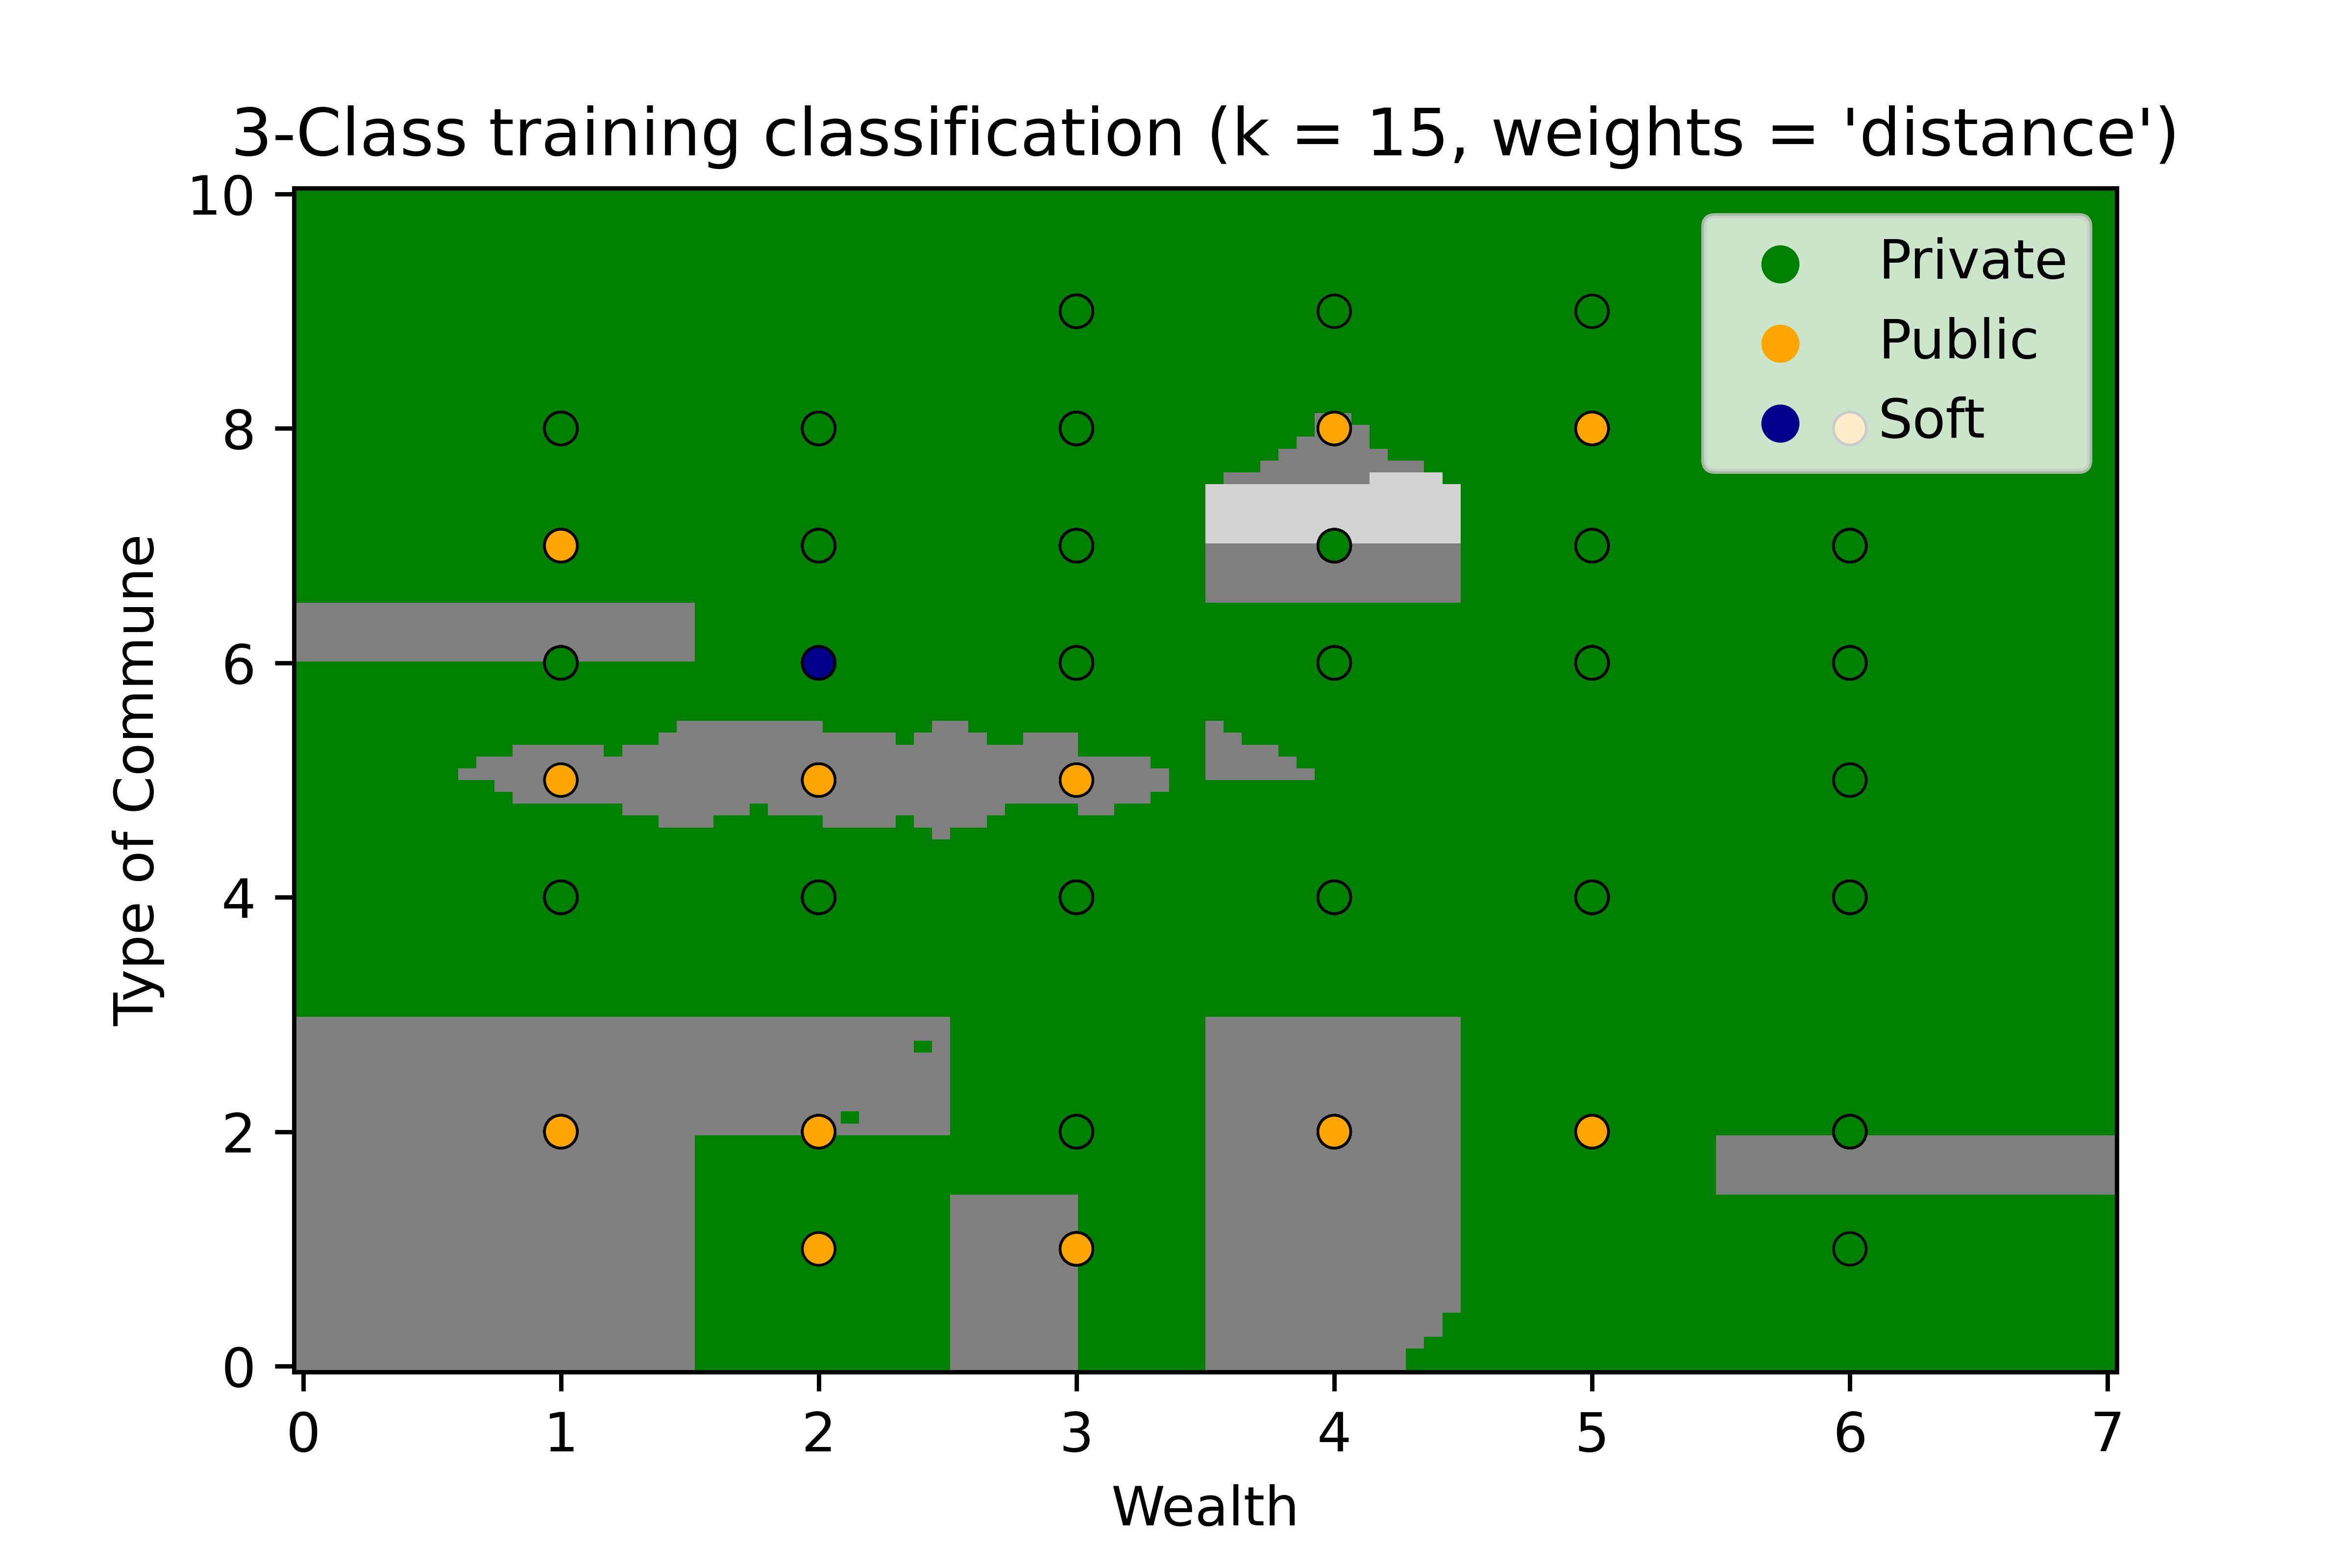 3-Class training classification (k = 15, weights = 'distance')
10
8
6
4
2
0
Type of Commune
Private
Public
Soft
0 1 2 3 4 5 6 7
Wealth